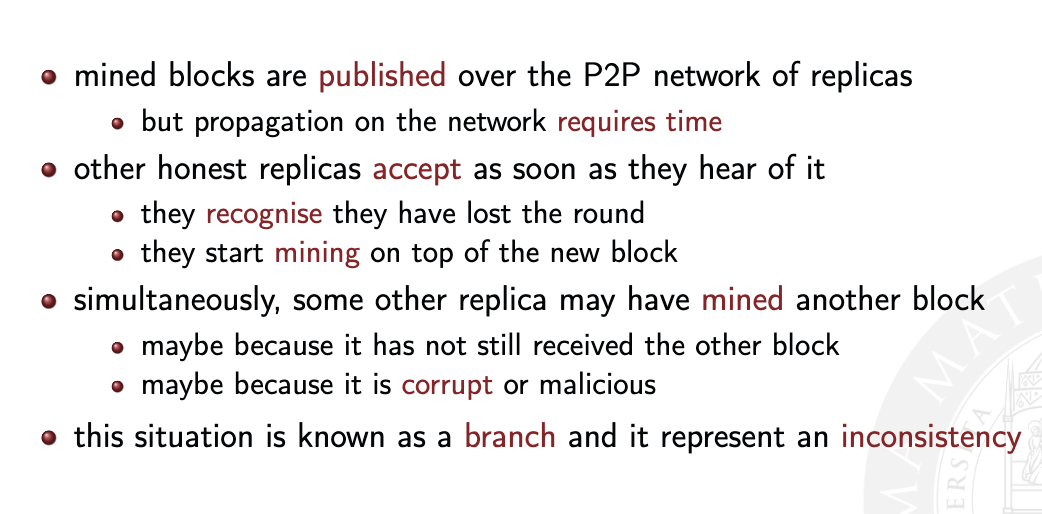 mined blocks are published over the P2P network of replicas
but propagation on the network requires time
other honest replicas accept as soon as they hear of it
they recognise they have lost the round
they start mining on top of the new block
simultaneously, some other replica may have mined another block
maybe because it has not still received the other block
maybe because it is corrupt or malicious
this situation is known as a branch and it represent an inconsistency